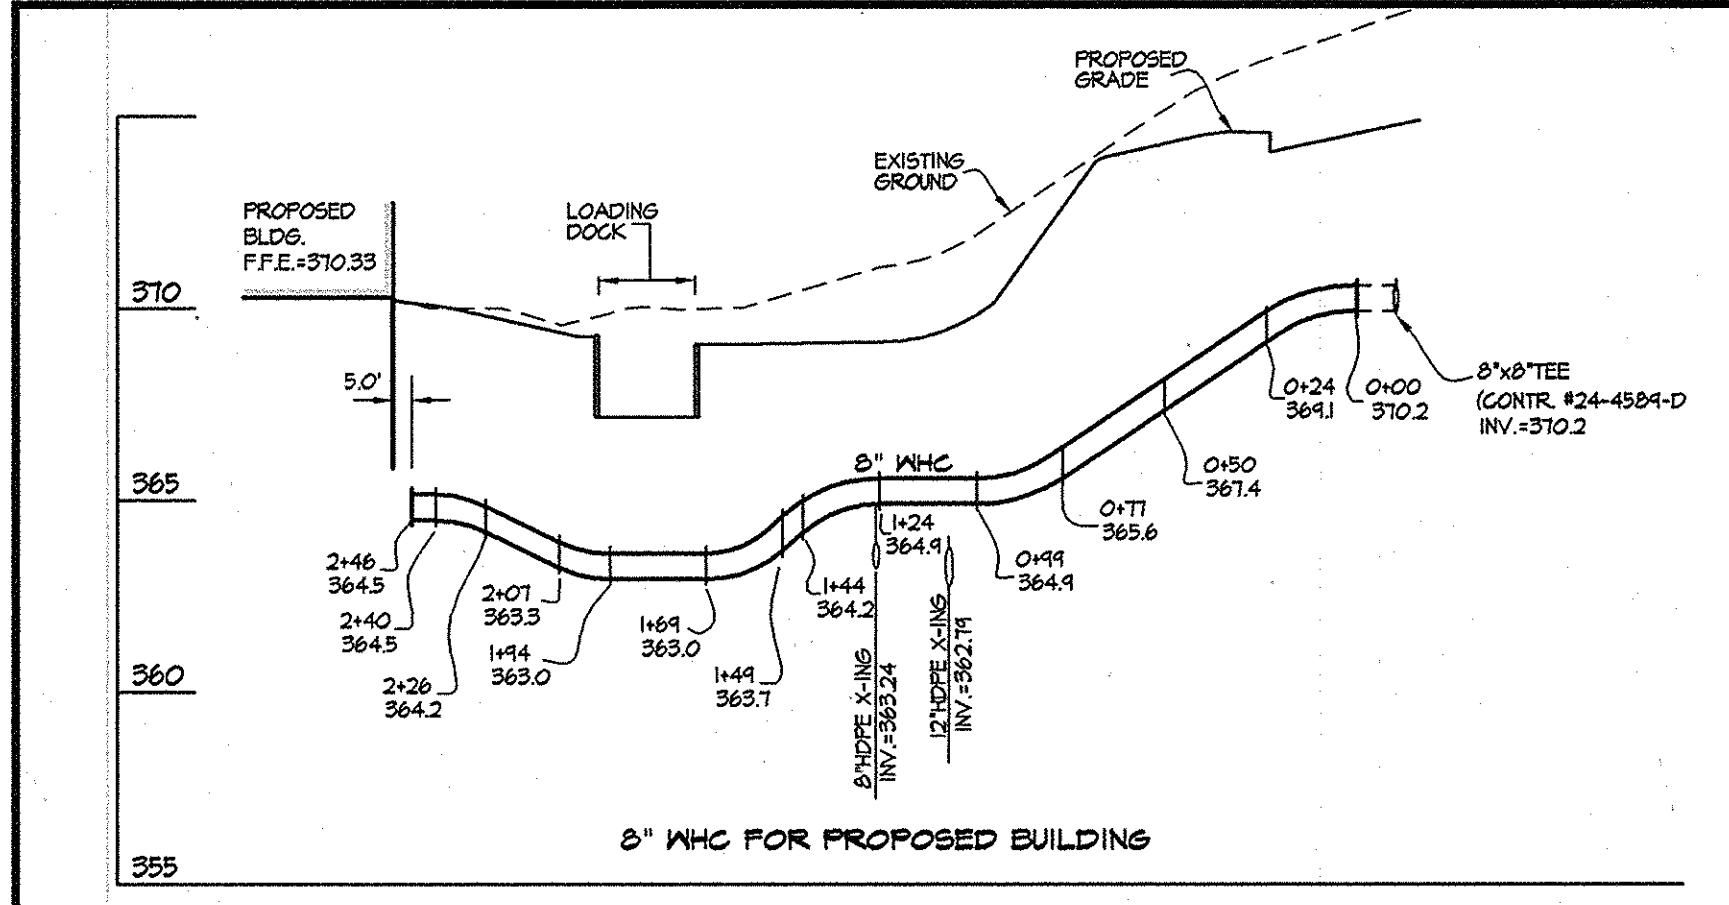 PROPOSED
GRADE
EXISTING
GROUND
PROPOSED
BLDG.
F.F.E.=370.33
LOADING
DOCK
370
5.0'
8"x8"TEE
(CONTR. #24-4589-D
INV.=370.2
0+24
369.1
0+00
370.2
365
8" WHC
0+50
367.4
0+77
365.6
1+24
364.9
0+99
364.9
2+46
364.5
2+40
364.5
2+26
364.2
2+07
363.3
1+94
363.0
1+69
363.0
1+49
363.7
1+44
364.2
360
8"HDPE X-ING
INV.=363.24
12"HDPE X-ING
INV.=362.79
8" WHC FOR PROPOSED BUILDING
355